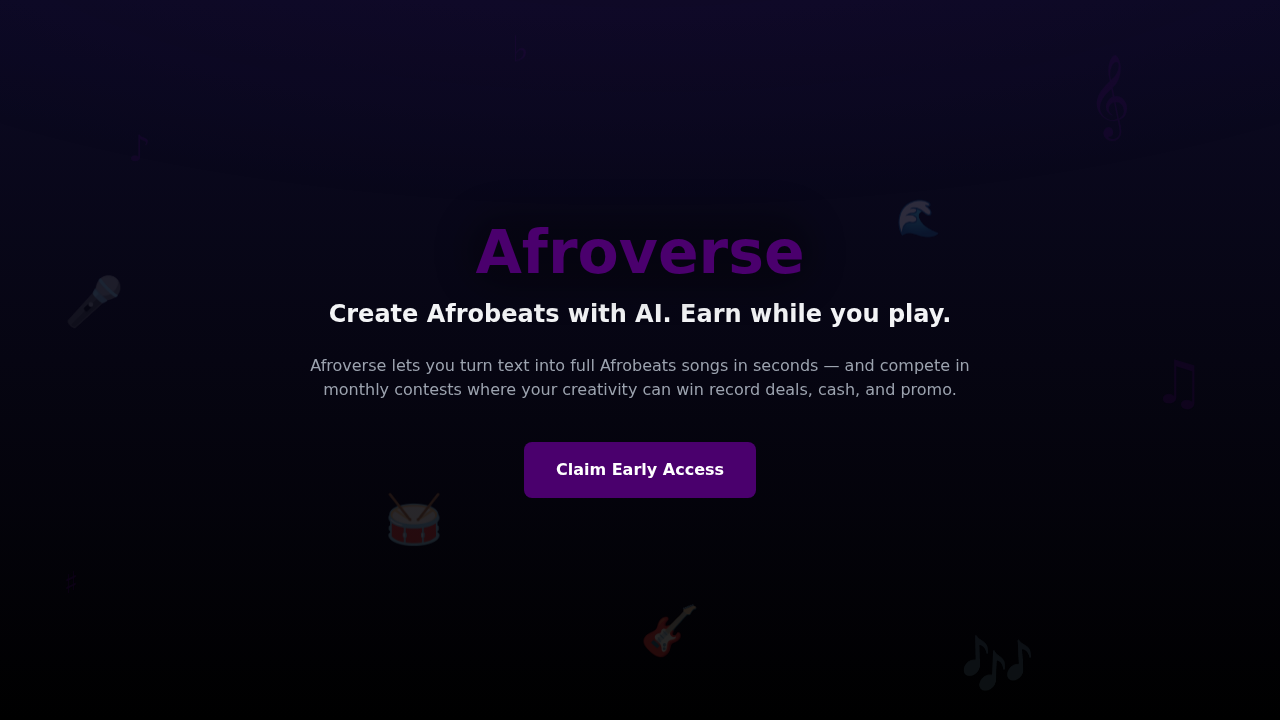 Afroverse
Create Afrobeats with AI. Earn while you play.
Afroverse lets you turn text into full Afrobeats songs in seconds — and compete in
monthly contests where your creativity can win record deals, cash, and promo.
Claim Early Access